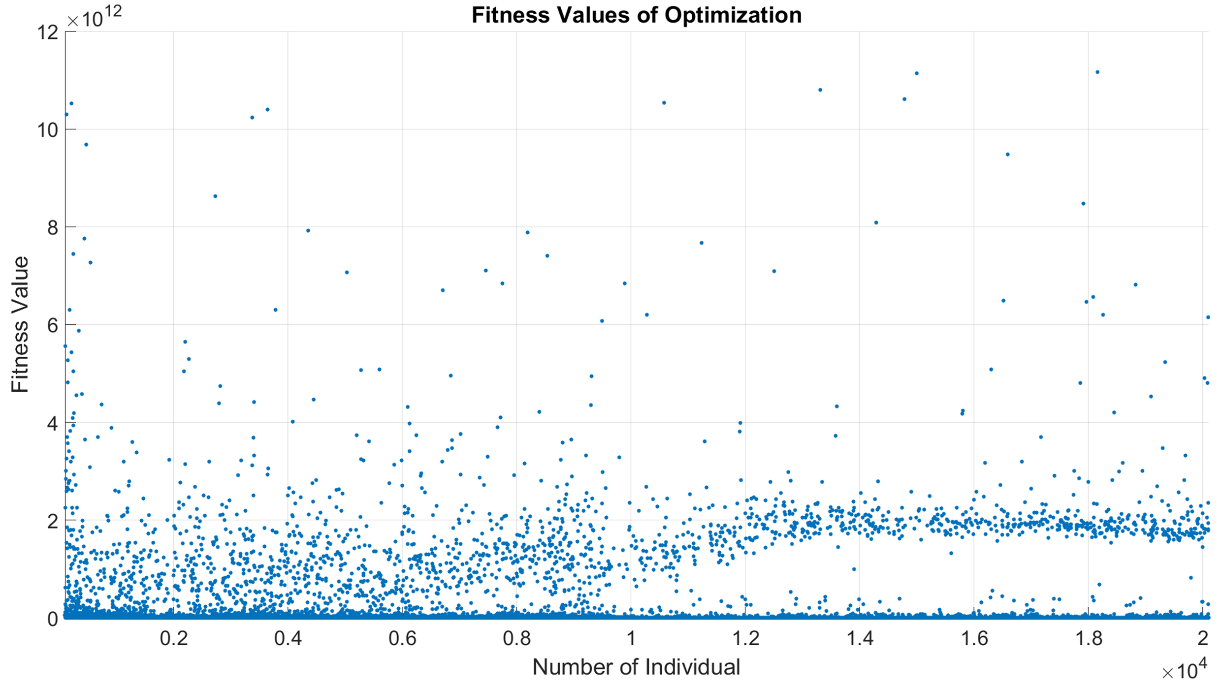 Fitness Values of Optimization
×10^12
12
10
8
6
4
2
0
Fitness Value
0.2 0.4 0.6 0.8 1 1.2 1.4 1.6 1.8 2
Number of Individual
×10^4